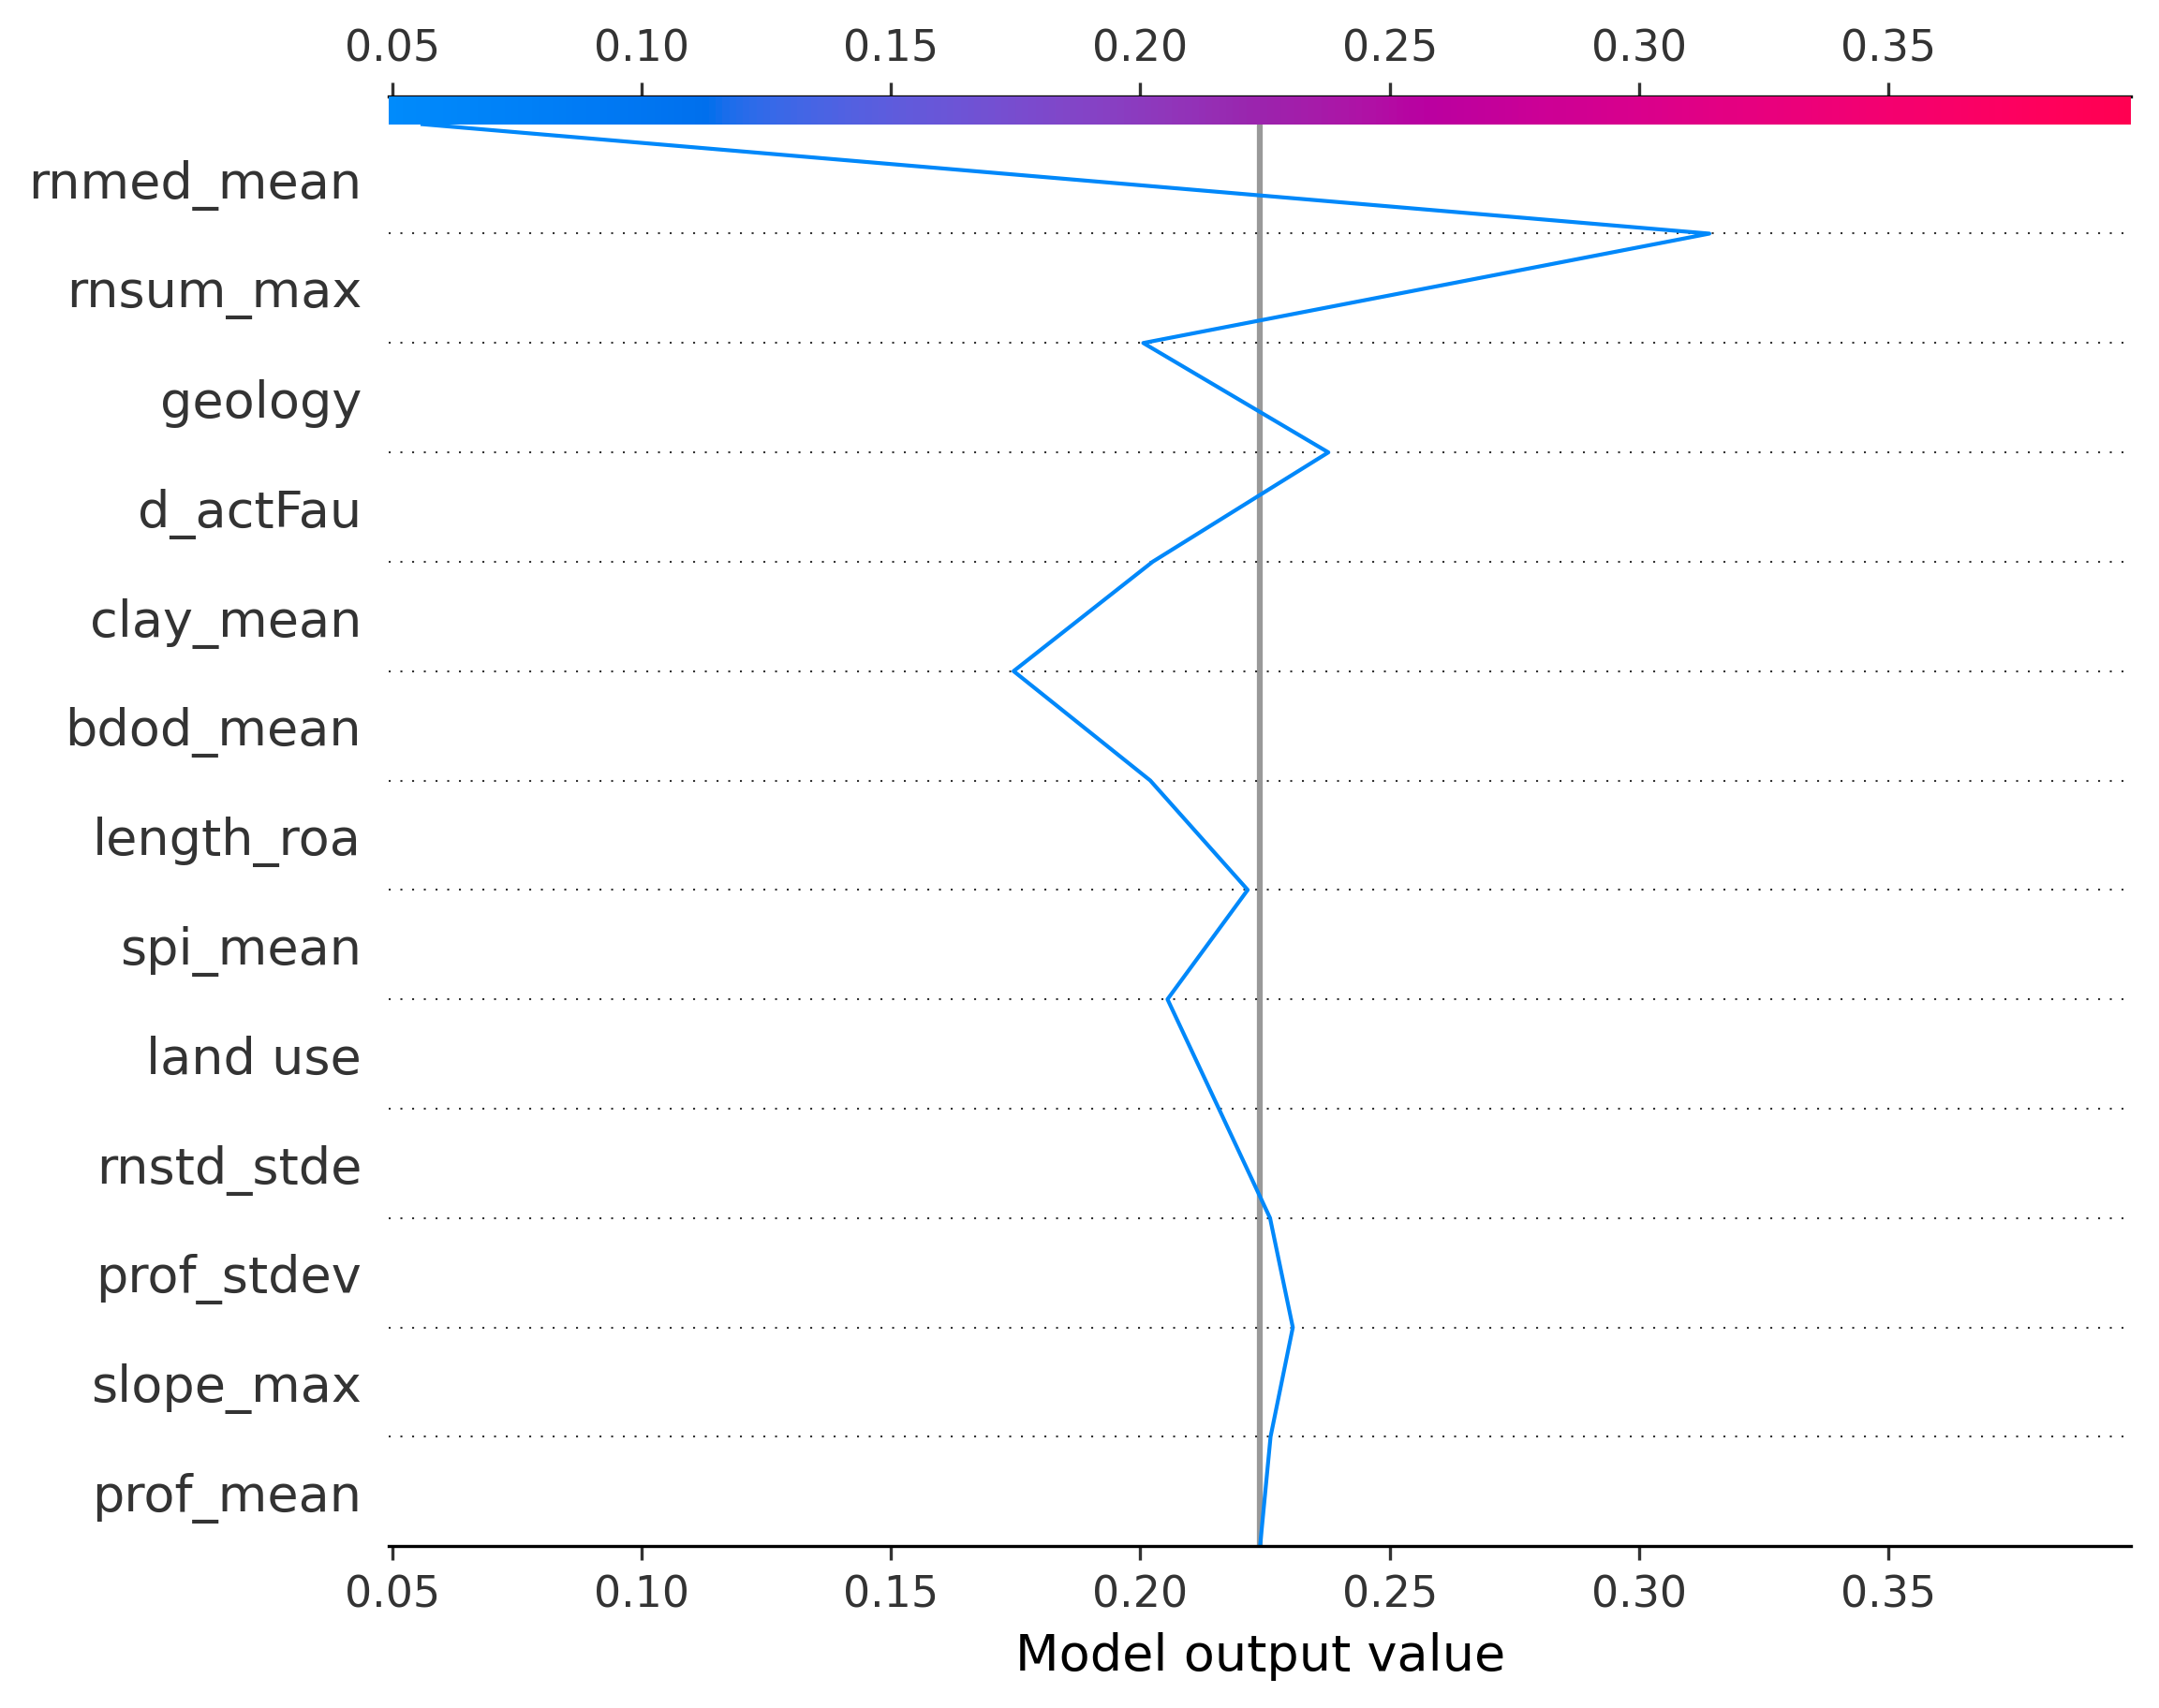 0.05 0.10 0.15 0.20 0.25 0.30 0.35
rnmed_mean
rnsum_max
geology
d_actFau
clay_mean
bdod_mean
length_roa
spi_mean
land use
rnstd_stde
prof_stdev
slope_max
prof_mean
0.05 0.10 0.15 0.20 0.25 0.30 0.35
Model output value